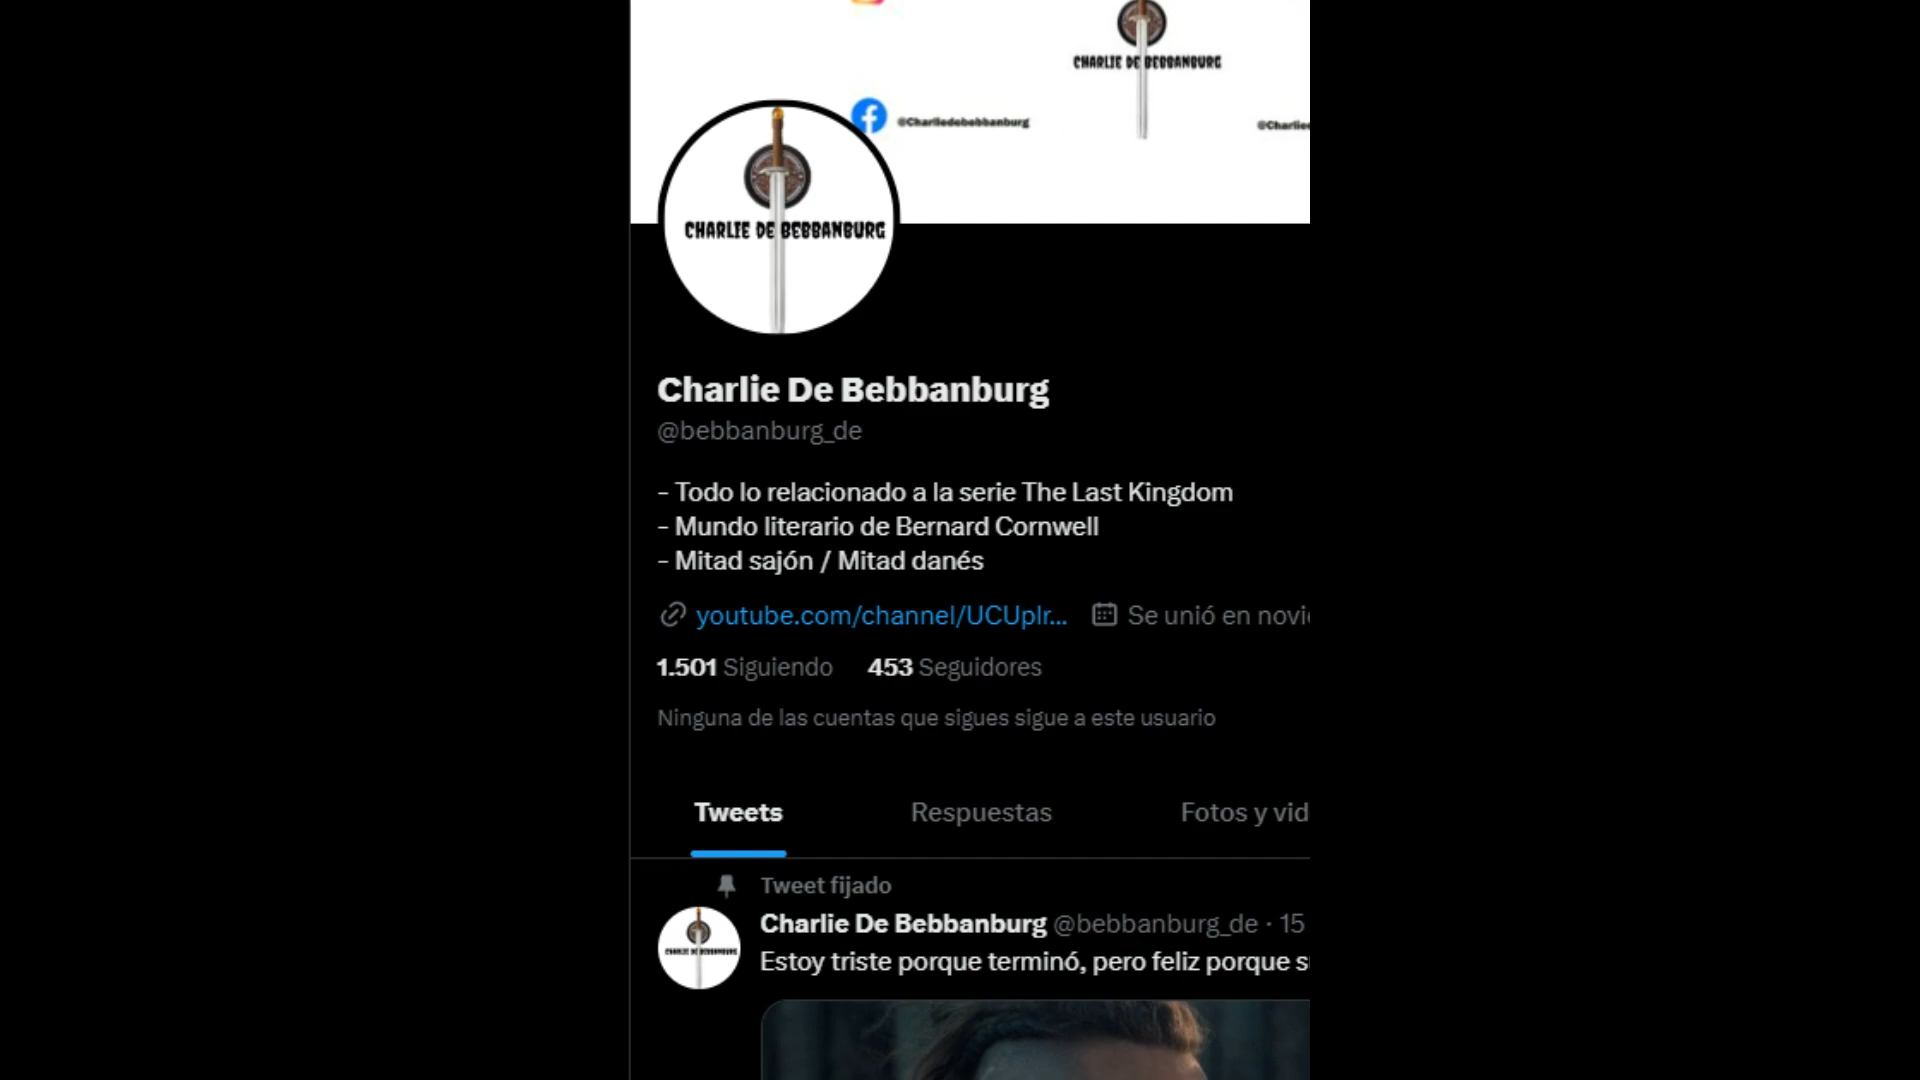 CHARLIE DE BEBBANBURG
@Charliedebebbanburg
@Charlie
CHARLIE DE BEBBANBURG
Charlie De Bebbanburg
@bebbanburg_de
- Todo lo relacionado a la serie The Last Kingdom
- Mundo literario de Bernard Cornwell
- Mitad sajón / Mitad danés
youtube.com/channel/UCUplr... Se unió en novi
1.501 Siguiendo 453 Seguidores
Ninguna de las cuentas que sigues sigue a este usuario
Tweets Respuestas Fotos y vid
Tweet fijado
Charlie De Bebbanburg @bebbanburg_de · 15
CHARLIE DE BEBBANBURG
Estoy triste porque terminó, pero feliz porque s